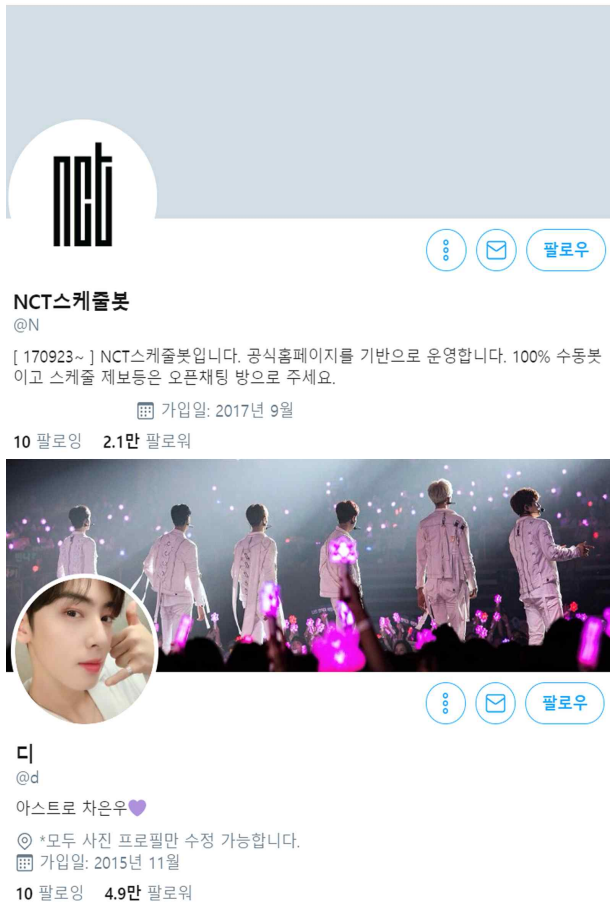 nct
팔로우
NCT스케줄봇
@N
[ 170923~ ] NCT스케줄봇입니다. 공식홈페이지를 기반으로 운영합니다. 100% 수동봇
이고 스케줄 제보등은 오픈채팅 방으로 주세요.
가입일: 2017년 9월
10 팔로잉 2.1만 팔로워
팔로우
디
@d
아스트로 차은우💜
*모두 사진 프로필만 수정 가능합니다.
가입일: 2015년 11월
10 팔로잉 4.9만 팔로워